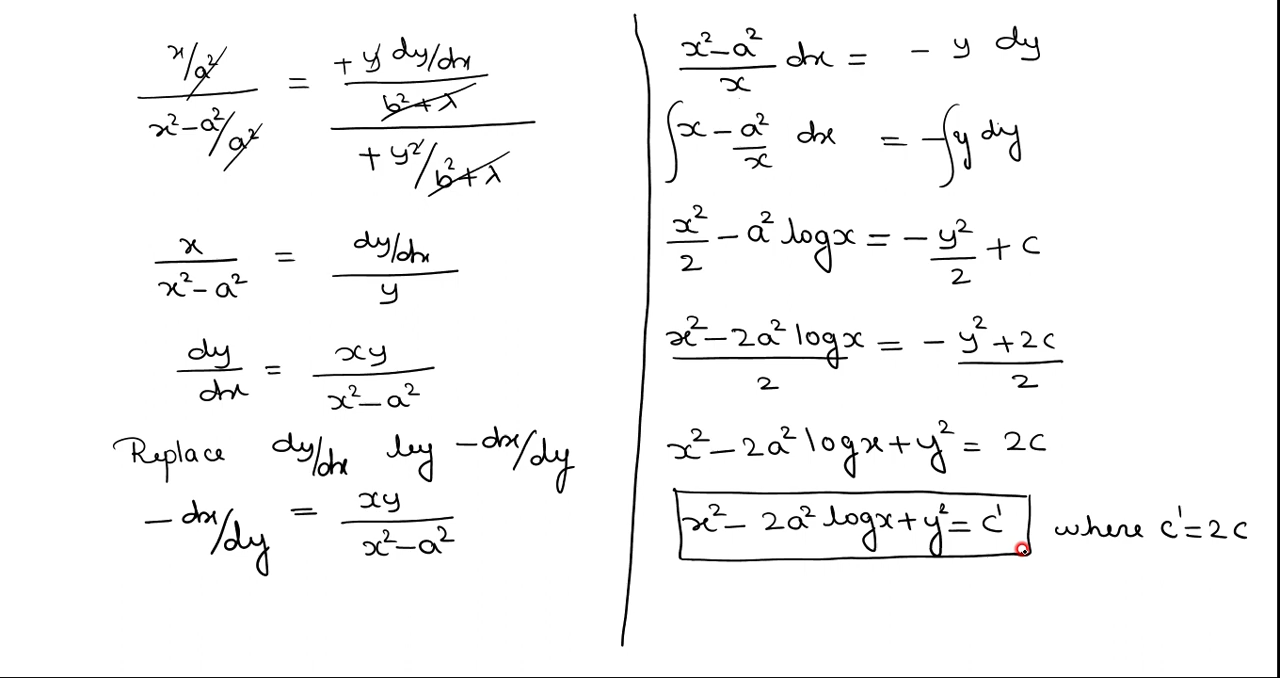 (x/a²)/((x²-a²)/a²) = (+y dy/dx/(b²+λ))/(+y²/(b²+λ))
x/(x²-a²) = (dy/dx)/y
dy/dx = xy/(x²-a²)
Replace dy/dx by -dx/dy
-dx/dy = xy/(x²-a²)
(x²-a²)/x dx = - y dy
∫ x - a²/x dx = -∫ y dy
x²/2 - a² log x = - y²/2 + c
(x² - 2a² log x)/2 = (- y² + 2c)/2
x² - 2a² log x + y² = 2c
x² - 2a² log x + y² = c' where c' = 2c